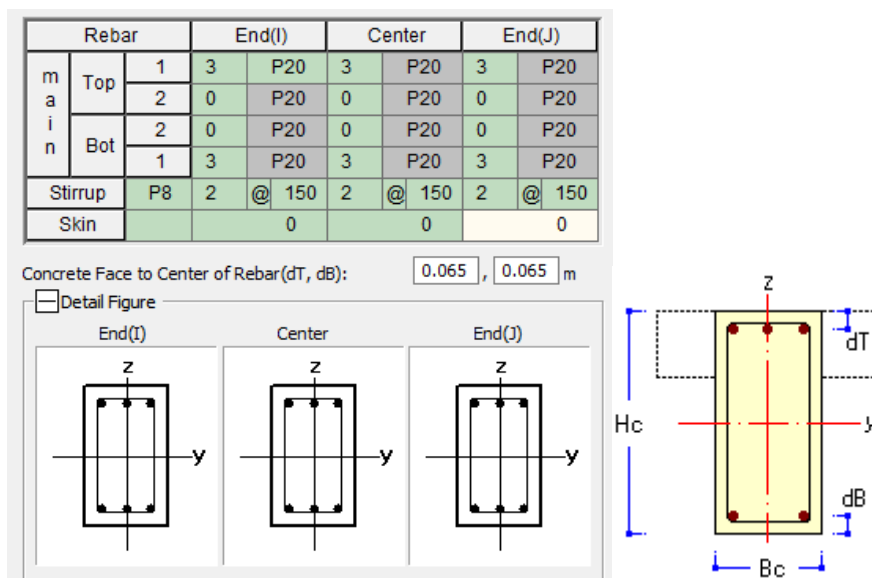 Rebar End(I) Center End(J)
main Top 1 3 P20 3 P20 3 P20
2 0 P20 0 P20 0 P20
Bot 2 0 P20 0 P20 0 P20
1 3 P20 3 P20 3 P20
Stirrup P8 2 @ 150 2 @ 150 2 @ 150
Skin 0 0 0
Concrete Face to Center of Rebar(dT, dB): 0.065 , 0.065 m
Detail Figure
End(I) Center End(J)
z z z
y y y
z
dT
Hc
y
dB
Bc